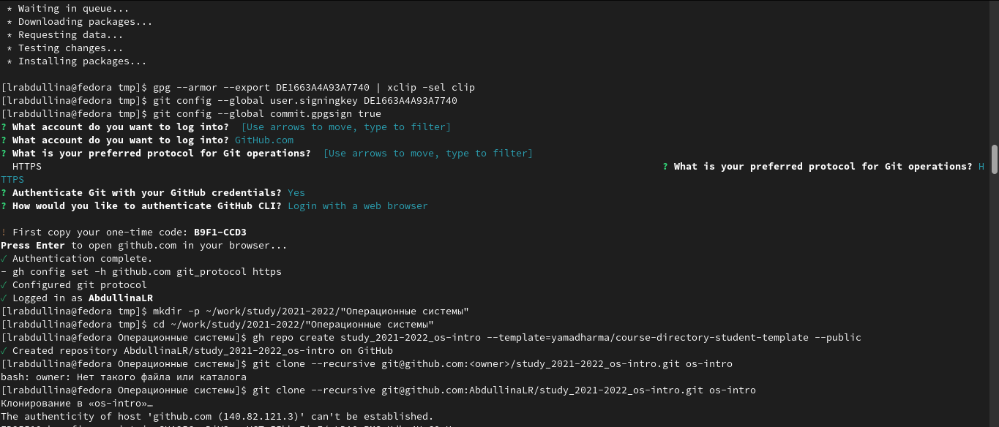 * Waiting in queue...
* Downloading packages...
* Requesting data...
* Testing changes...
* Installing packages...
[lrabdullina@fedora tmp]$ gpg --armor --export DE1663A4A93A7740 | xclip -sel clip
[lrabdullina@fedora tmp]$ git config --global user.signingkey DE1663A4A93A7740
[lrabdullina@fedora tmp]$ git config --global commit.gpgsign true
? What account do you want to log into?  [Use arrows to move, type to filter]
? What account do you want to log into? GitHub.com
? What is your preferred protocol for Git operations?  [Use arrows to move, type to filter]
HTTPS ? What is your preferred protocol for Git operations? H
TTPS
? Authenticate Git with your GitHub credentials? Yes
? How would you like to authenticate GitHub CLI? Login with a web browser
! First copy your one-time code: B9F1-CCD3
Press Enter to open github.com in your browser...
✓ Authentication complete.
- gh config set -h github.com git_protocol https
✓ Configured git protocol
✓ Logged in as AbdullinaLR
[lrabdullina@fedora tmp]$ mkdir -p ~/work/study/2021-2022/"Операционные системы"
[lrabdullina@fedora tmp]$ cd ~/work/study/2021-2022/"Операционные системы"
[lrabdullina@fedora Операционные системы]$ gh repo create study_2021-2022_os-intro --template=yamadharma/course-directory-student-template --public
✓ Created repository AbdullinaLR/study_2021-2022_os-intro on GitHub
[lrabdullina@fedora Операционные системы]$ git clone --recursive git@github.com:<owner>/study_2021-2022_os-intro.git os-intro
bash: owner: Нет такого файла или каталога
[lrabdullina@fedora Операционные системы]$ git clone --recursive git@github.com:AbdullinaLR/study_2021-2022_os-intro.git os-intro
Клонирование в «os-intro»…
The authenticity of host 'github.com (140.82.121.3)' can't be established.